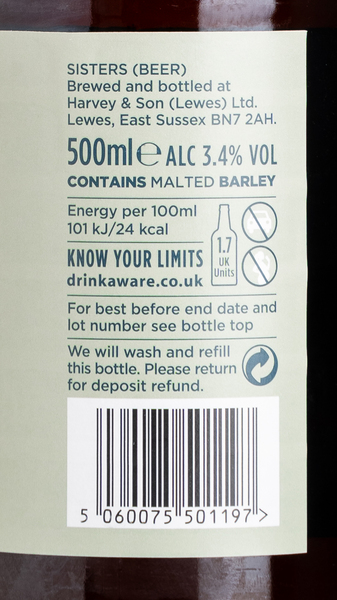 SISTERS (BEER)
Brewed and bottled at
Harvey & Son (Lewes) Ltd.
Lewes, East Sussex BN7 2AH.
500ml℮ ALC 3.4% VOL
CONTAINS MALTED BARLEY
Energy per 100ml
101 kJ/24 kcal
KNOW YOUR LIMITS
drinkaware.co.uk
1.7
UK
Units
For best before end date and
lot number see bottle top
We will wash and refill
this bottle. Please return
for deposit refund.
5 060075 501197 >